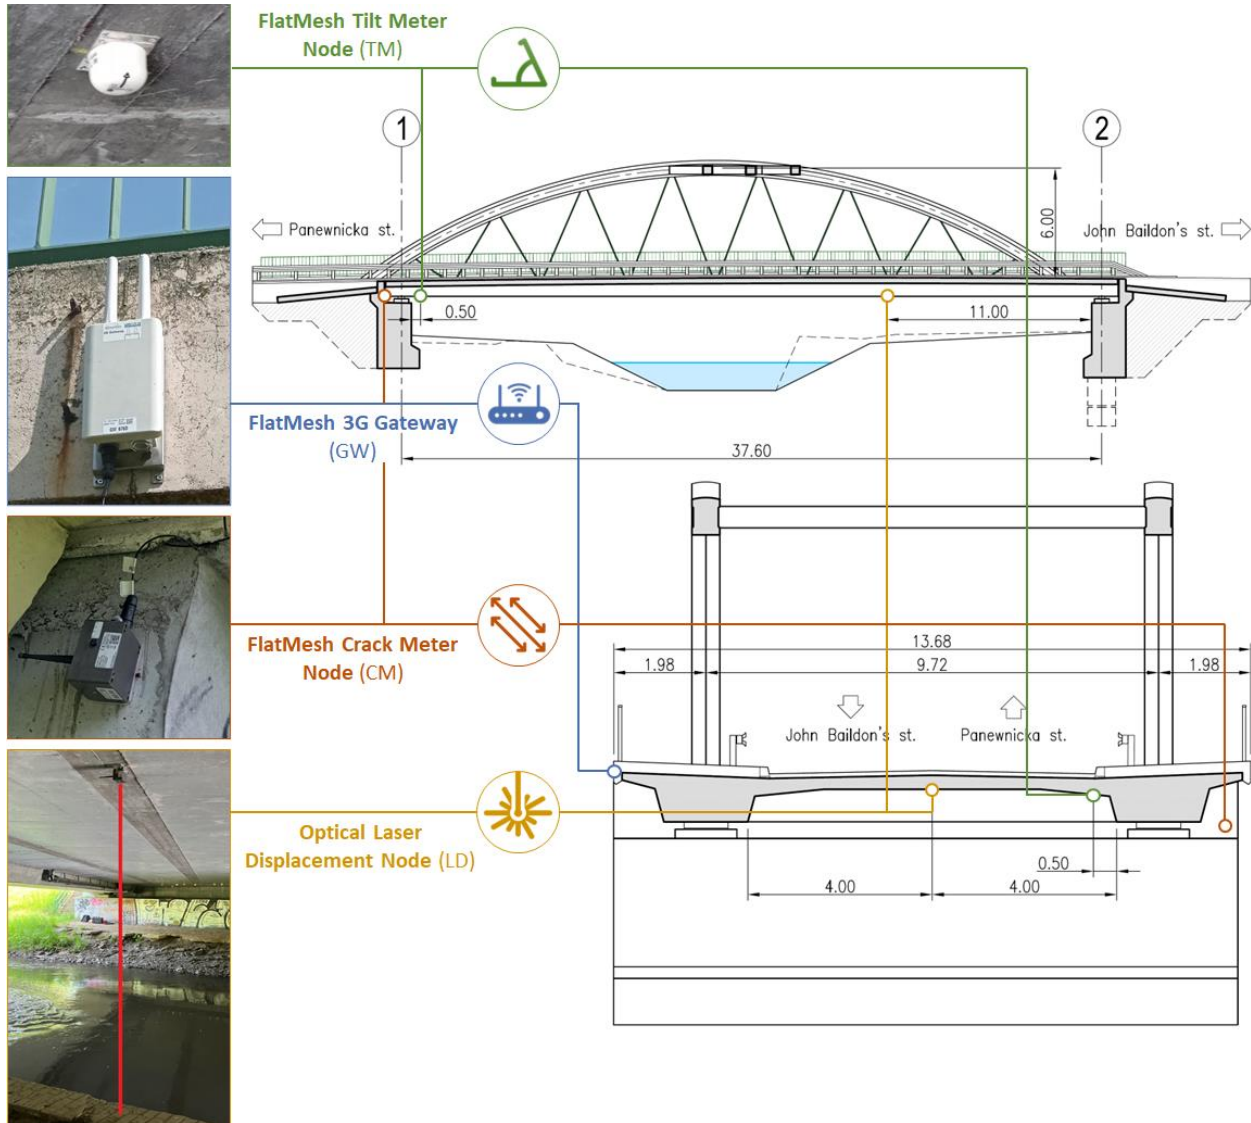 FlatMesh Tilt Meter
Node (TM)
1
2
Panewnicka st.
6.00
John Baildon's st.
0.50
11.00
FlatMesh 3G Gateway
(GW)
37.60
FlatMesh Crack Meter
Node (CM)
13.68
1.98
9.72
1.98
John Baildon's st.
Panewnicka st.
Optical Laser
Displacement Node (LD)
0.50
4.00
4.00